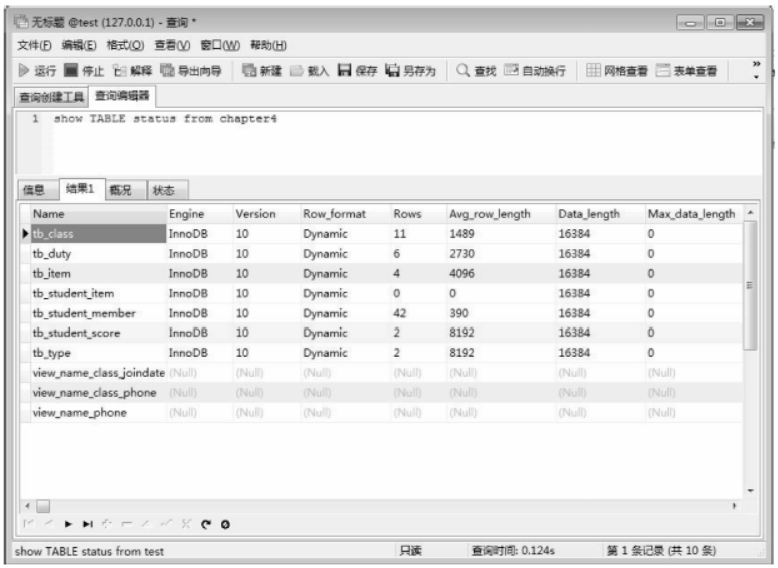 无标题 @test (127.0.0.1) - 查询 *
文件(F) 编辑(E) 格式(O) 查看(V) 窗口(W) 帮助(H)
运行 停止 解释 导出向导 新建 载入 保存 另存为 查找 自动换行 网格查看 表单查看 »
查询创建工具 查询编辑器
1 show TABLE status from chapter4
信息 结果1 概况 状态
Name Engine Version Row_format Rows Avg_row_length Data_length Max_data_length
tb_class InnoDB 10 Dynamic 11 1489 16384 0
tb_duty InnoDB 10 Dynamic 6 2730 16384 0
tb_item InnoDB 10 Dynamic 4 4096 16384 0
tb_student_item InnoDB 10 Dynamic 0 0 16384 0
tb_student_member InnoDB 10 Dynamic 42 390 16384 0
tb_student_score InnoDB 10 Dynamic 2 8192 16384 0
tb_type InnoDB 10 Dynamic 2 8192 16384 0
view_name_class_joindate (Null) (Null) (Null) (Null) (Null) (Null) (Null)
view_name_class_phone (Null) (Null) (Null) (Null) (Null) (Null) (Null)
view_name_phone (Null) (Null) (Null) (Null) (Null) (Null) (Null)
show TABLE status from test 只读 查询时间: 0.124s 第 1 条记录 (共 10 条)